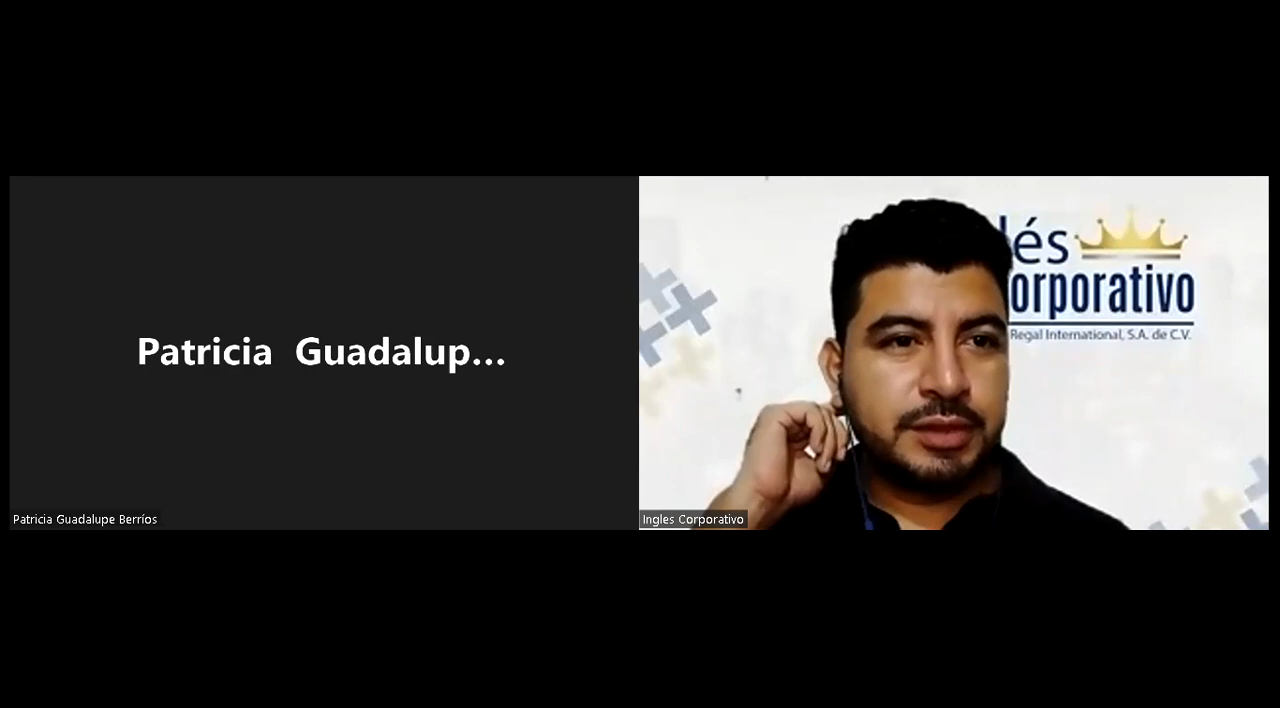 Patricia Guadalup...
Patricia Guadalupe Berríos
lés
orporativo
Regal International, S.A. de C.V.
Ingles Corporativo